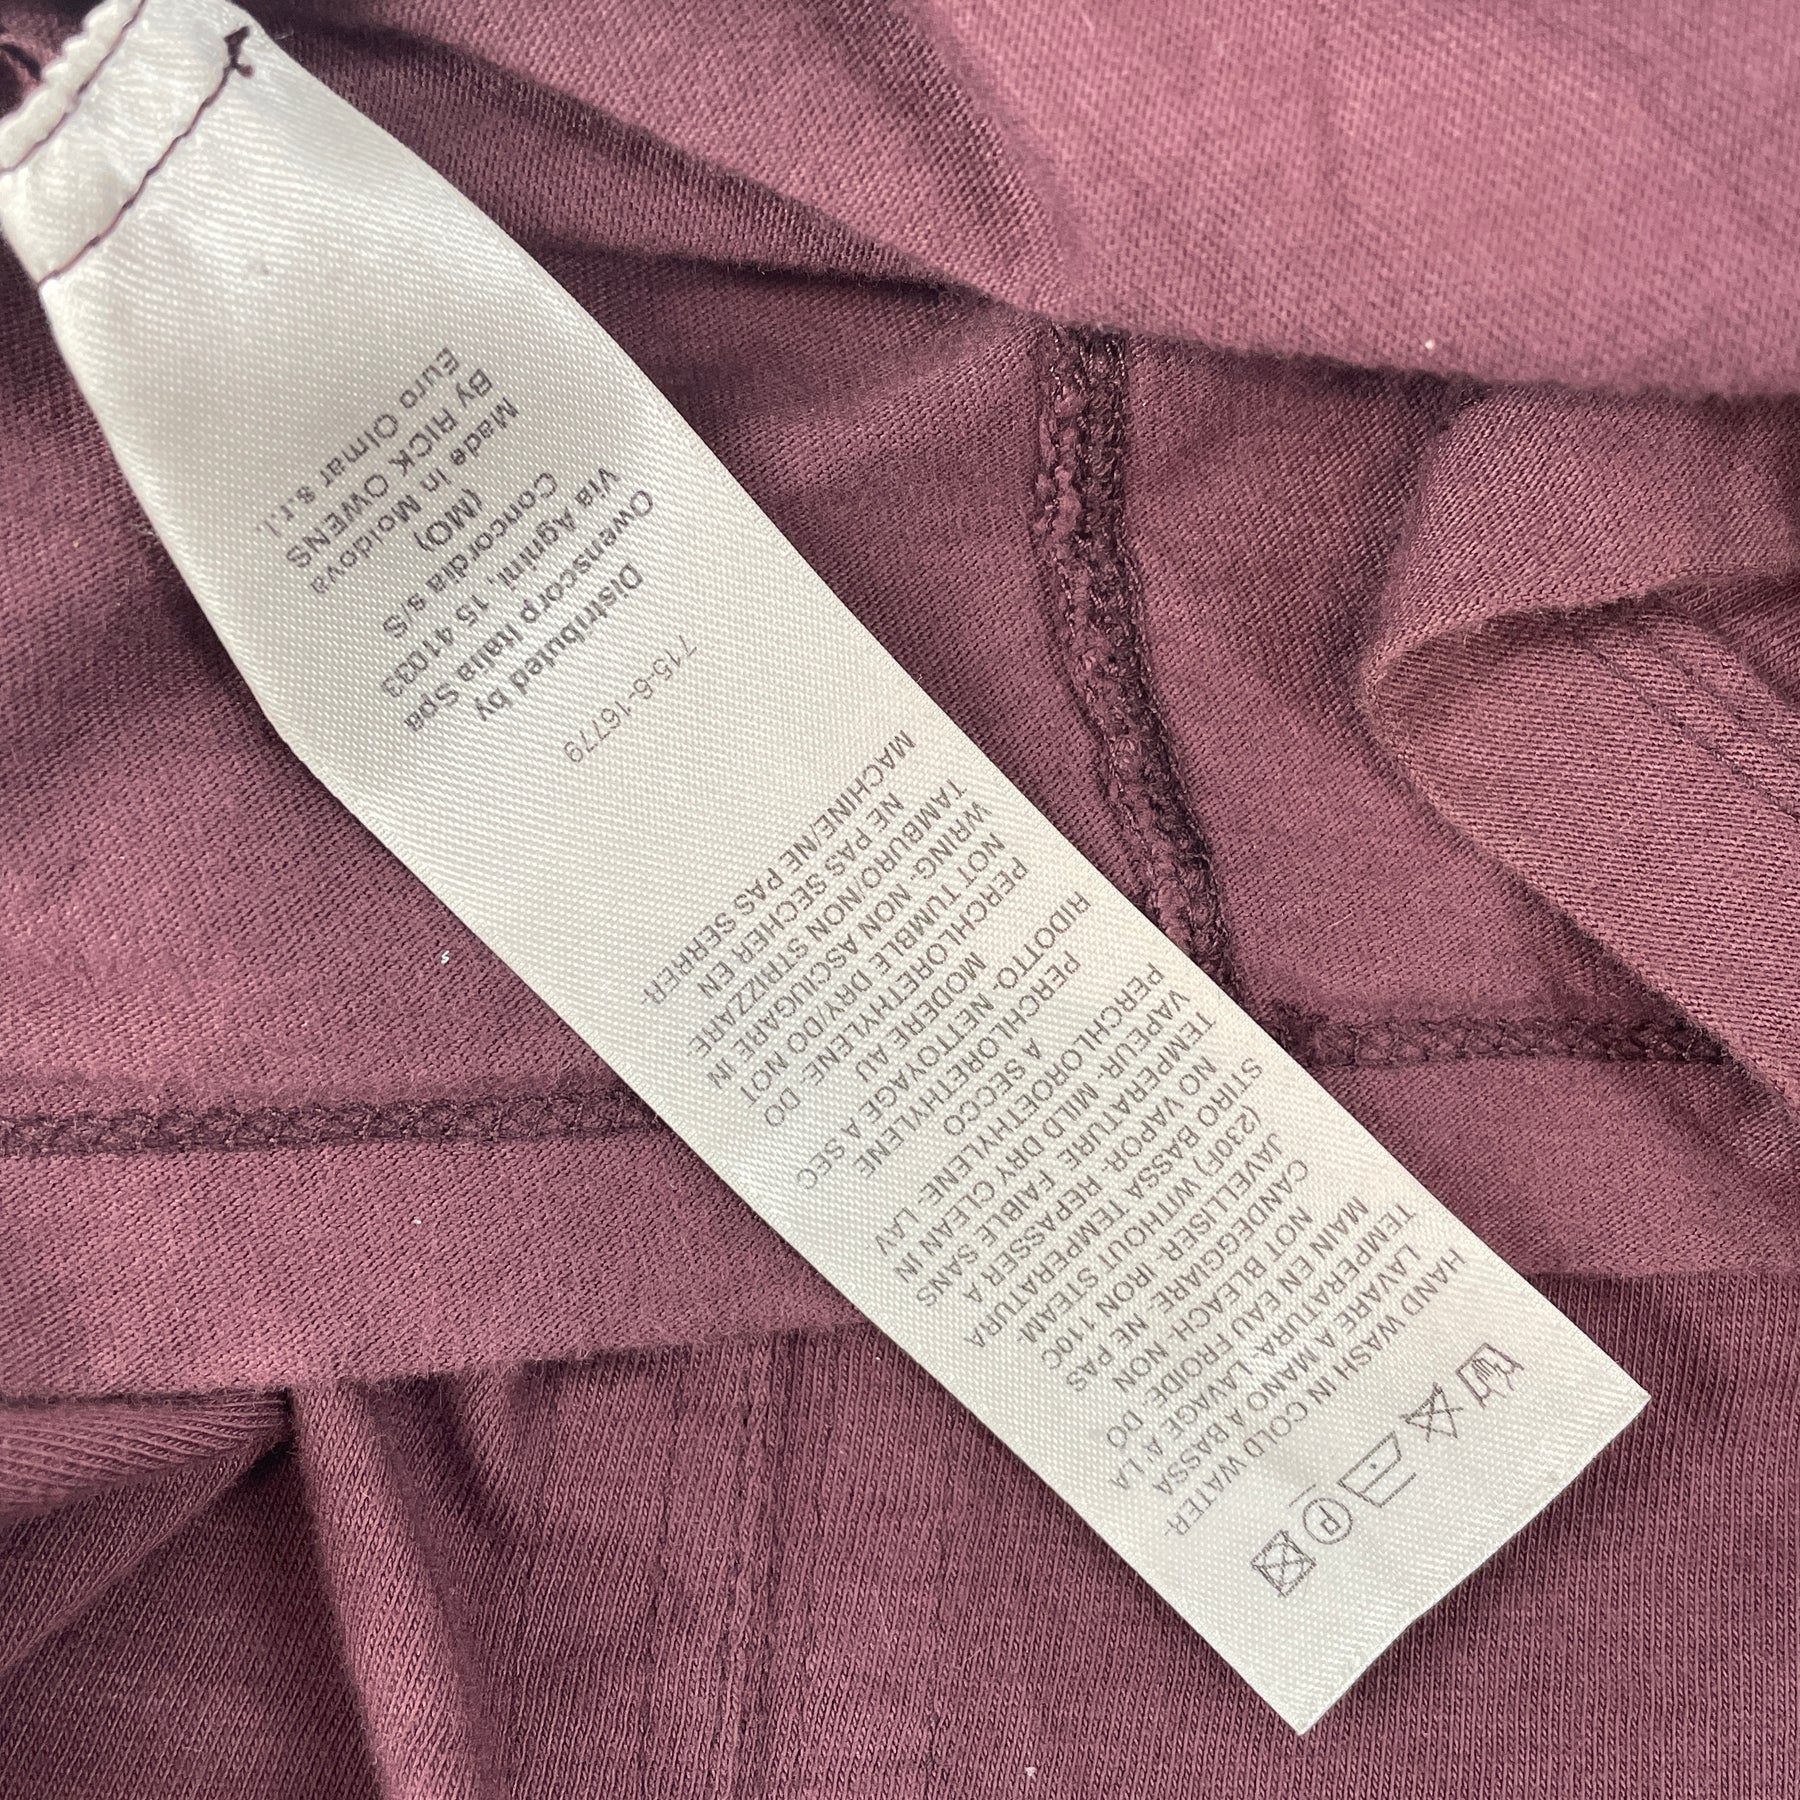 P
HAND WASH IN COLD WATER-
LAVARE A MANO A BASSA
TEMPERATURA- LAVAGE A' LA
MAIN EN EAU FROIDE- DO
NOT BLEACH- NON
CANDEGGIARE- NE PAS
JAVELLISER- IRON 110C
(230F) WITHOUT STEAM-
STIRO BASSA TEMPERATURA
NO VAPOR- REPASSER A
TEMPERATURE FAIBLE SANS
VAPEUR- MILD DRY CLEAN IN
PERCHLOROETHYLENE- LAV
A SECCO
PERCHLORETHYLENE
RIDOTTO- NETTOYAGE A SEC
MODERE AU
PERCHLORETHYLENE- DO
NOT TUMBLE DRY/DO NOT
WRING- NON ASCIUGARE IN
TAMBURO/NON STRIZZARE-
NE PAS SECHER EN
MACHINE/NE PAS SERRER-
715-6-16779
Distributed by
Owenscorp Italia Spa
Via Agnini, 15 41033
Concordia s/S
(MO)
Made in Moldova
By RICK OWENS
Euro Olmar s.r.l.